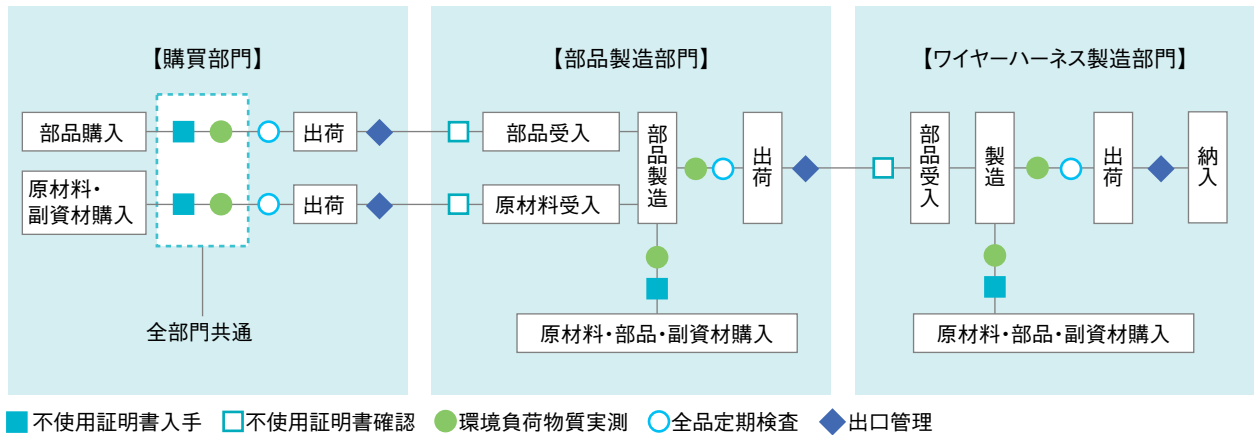 【購買部門】
部品購入
出荷
原材料・
副資材購入
出荷
全部門共通
【部品製造部門】
部品受入
原材料受入
部品製造
出荷
原材料・部品・副資材購入
【ワイヤーハーネス製造部門】
部品受入
製造
出荷
納入
原材料・部品・副資材購入
不使用証明書入手
不使用証明書確認
環境負荷物質実測
全品定期検査
出口管理